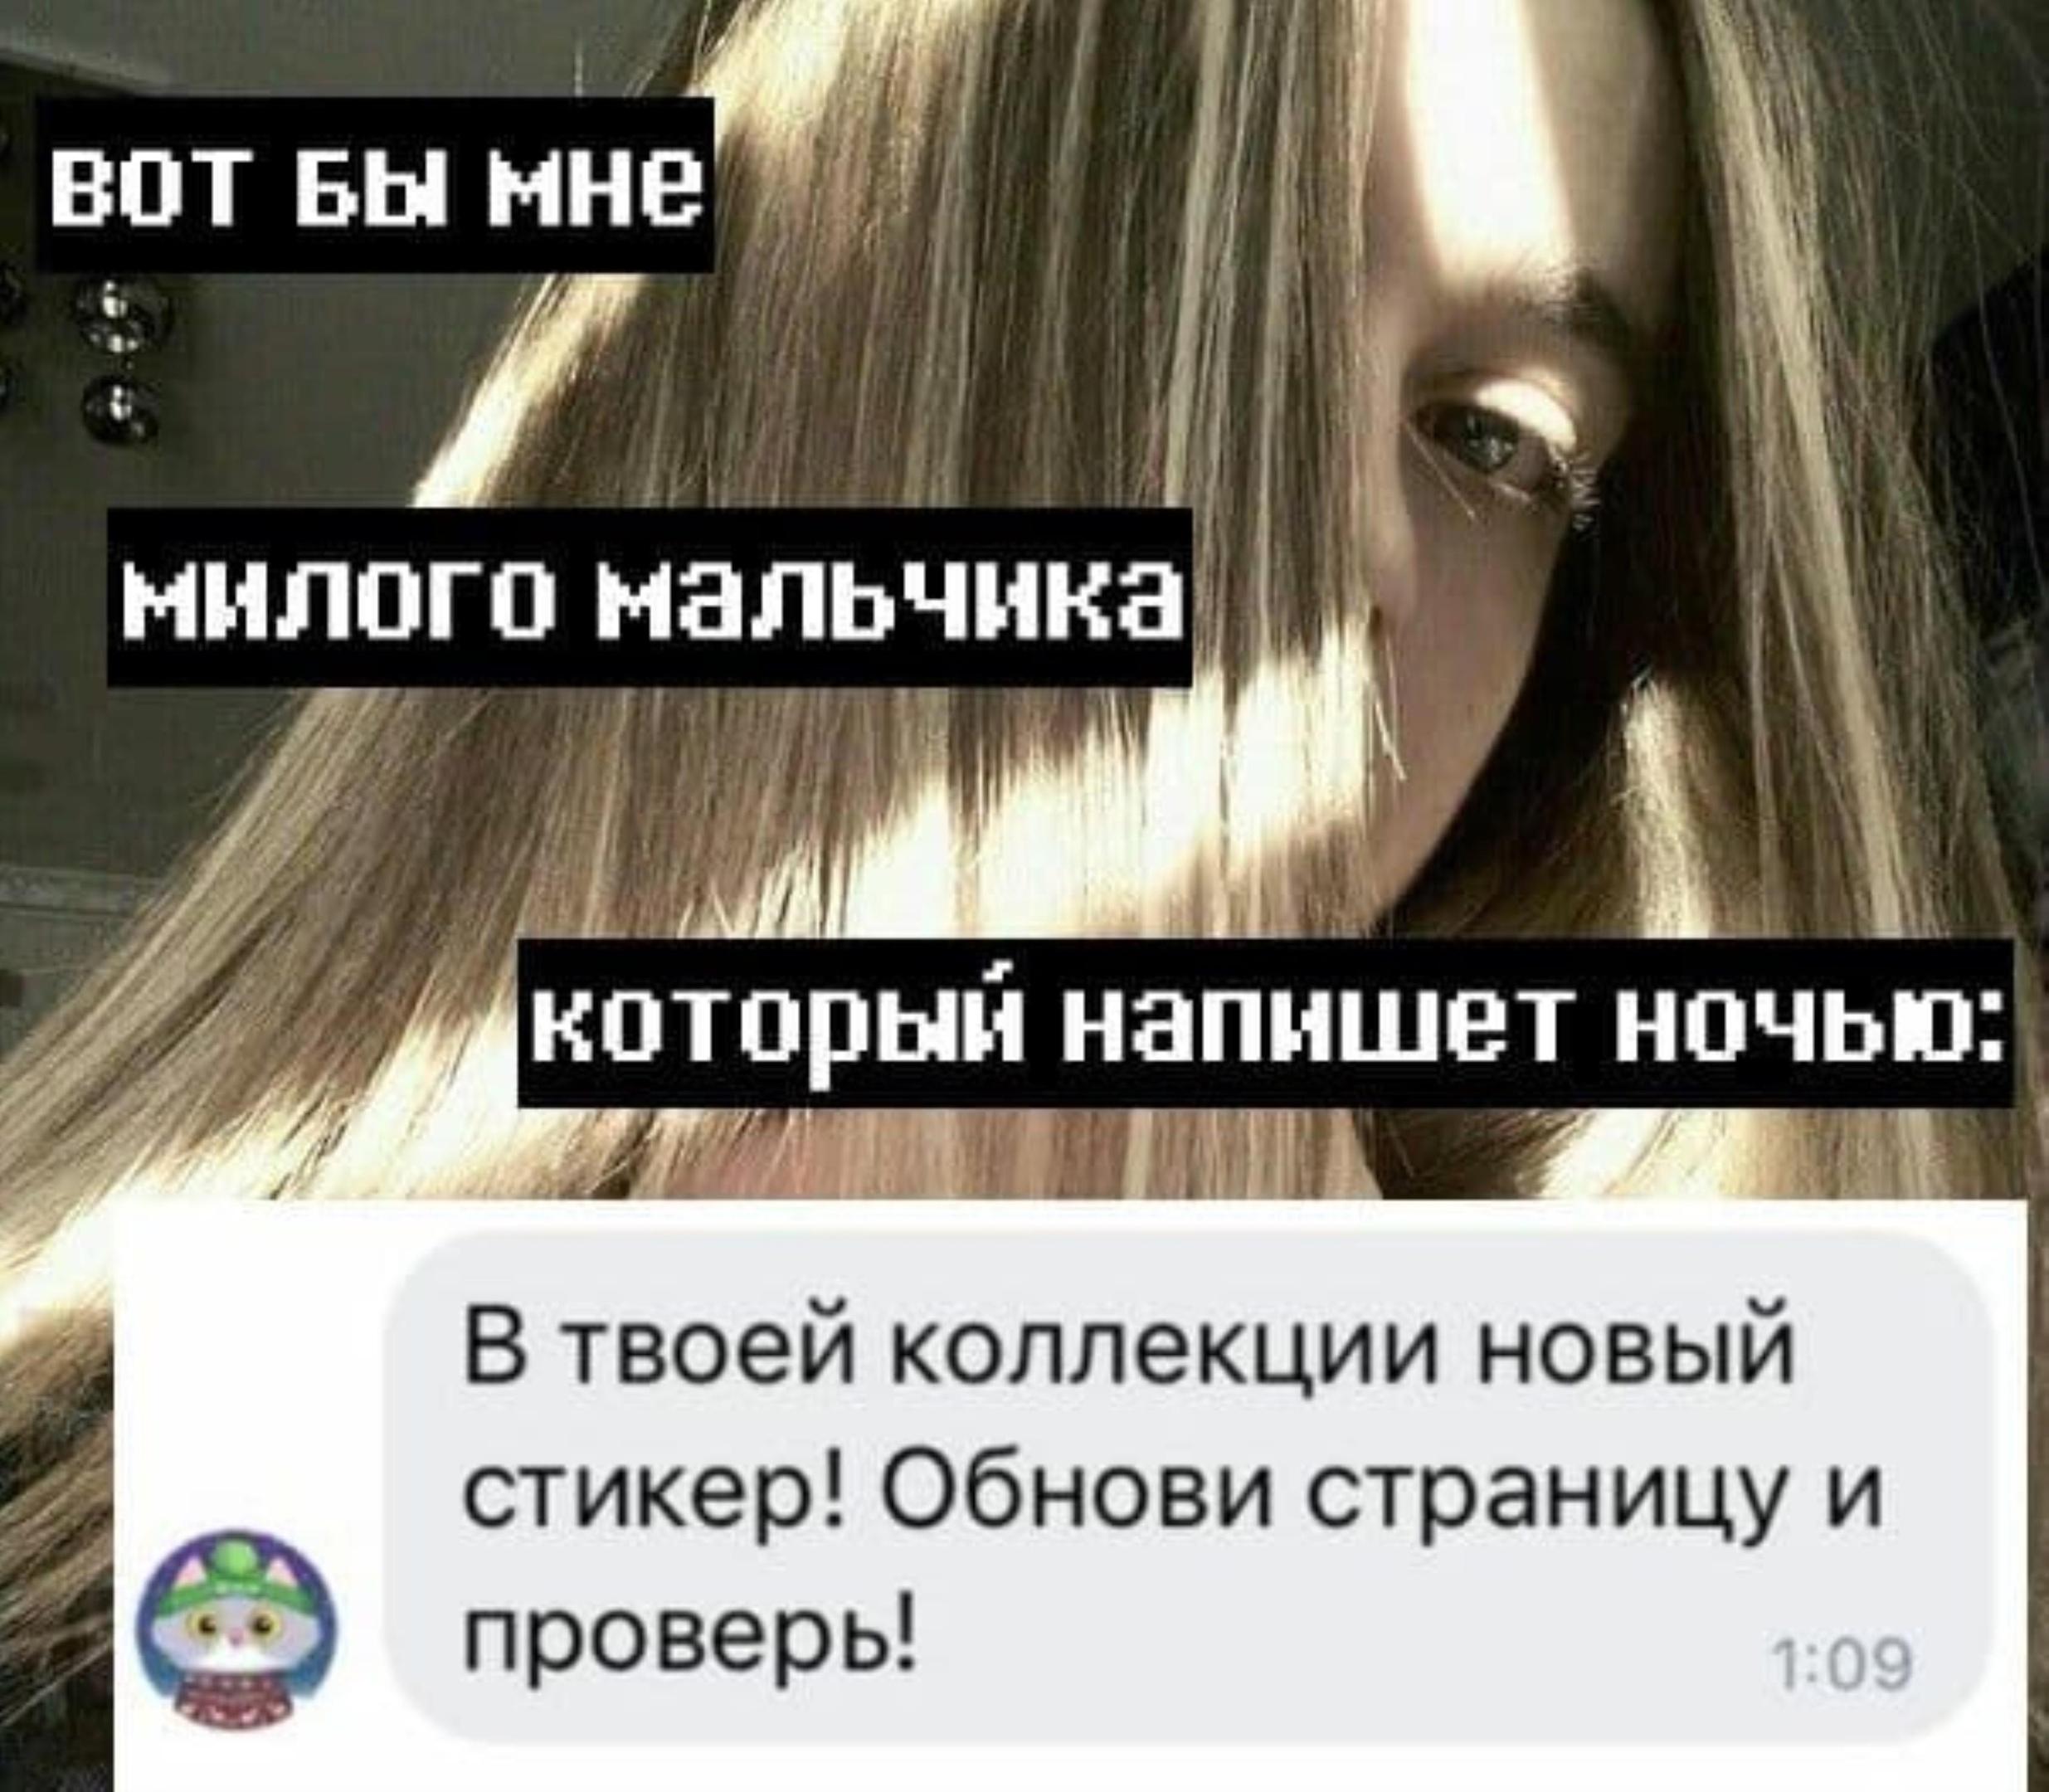 вот бы мне
милого мальчика
который напишет ночью:
В твоей коллекции новый
стикер! Обнови страницу и
проверь!
1:09